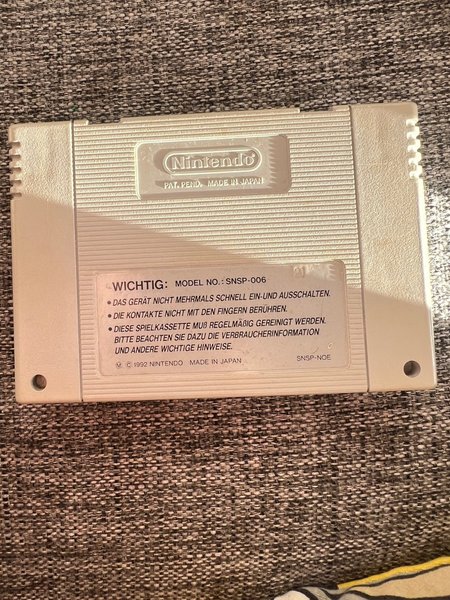 Nintendo®
PAT. PEND. MADE IN JAPAN
WICHTIG: MODEL NO.: SNSP-006
• DAS GERÄT NICHT MEHRMALS SCHNELL EIN-UND AUSSCHALTEN.
• DIE KONTAKTE NICHT MIT DEN FINGERN BERÜHREN.
• DIESE SPIELKASSETTE MUß REGELMÄßIG GEREINIGT WERDEN.
BITTE BEACHTEN SIE DAZU DIE VERBRAUCHERINFORMATION
UND ANDERE WICHTIGE HINWEISE.
Ⓜ © 1992 NINTENDO MADE IN JAPAN SNSP-NOE